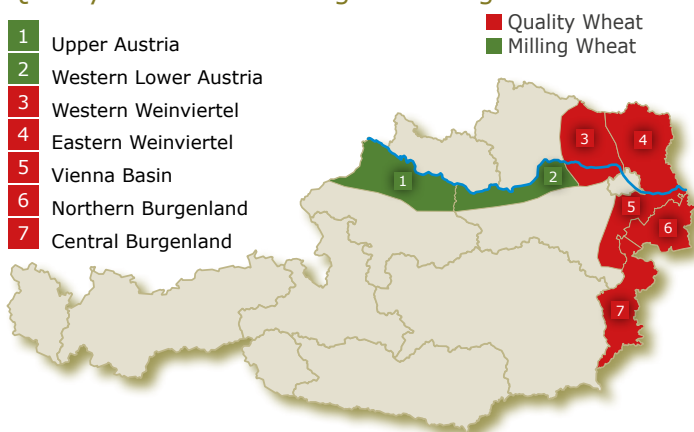 Quality Wheat
Milling Wheat
1 Upper Austria
2 Western Lower Austria
3 Western Weinviertel
4 Eastern Weinviertel
5 Vienna Basin
6 Northern Burgenland
7 Central Burgenland
3
4
1
2
5
6
7